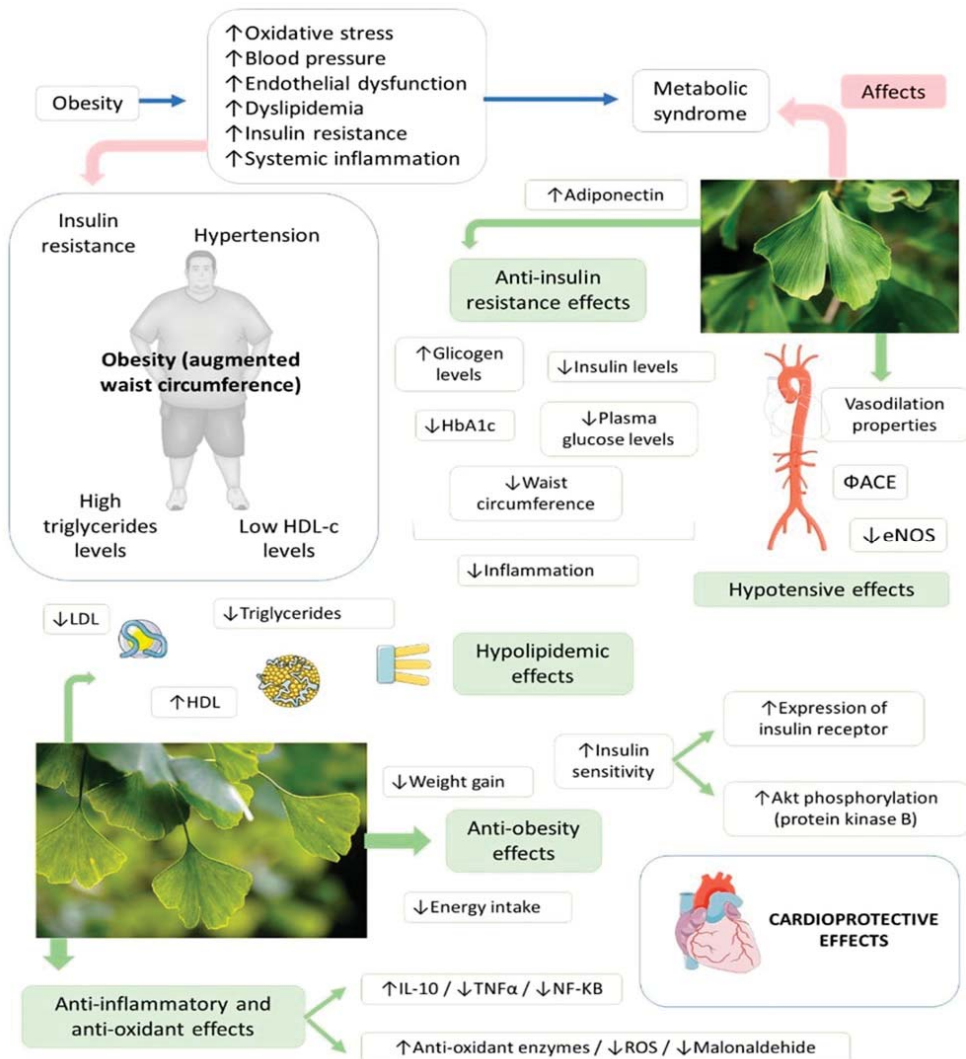 ↑Oxidative stress
↑Blood pressure
↑Endothelial dysfunction
↑Dyslipidemia
↑Insulin resistance
↑Systemic inflammation
Obesity
Metabolic
syndrome
Affects
Insulin
resistance
Hypertension
Obesity (augmented
waist circumference)
High
triglycerides
levels
Low HDL-c
levels
↑Adiponectin
Anti-insulin
resistance effects
↑Glicogen
levels
↓Insulin levels
↓HbA1c
↓Plasma
glucose levels
↓Waist
circumference
↓Inflammation
Vasodilation
properties
ΦACE
↓eNOS
Hypotensive effects
↓LDL
↓Triglycerides
↑HDL
Hypolipidemic
effects
↑Insulin
sensitivity
↑Expression of
insulin receptor
↑Akt phosphorylation
(protein kinase B)
↓Weight gain
Anti-obesity
effects
↓Energy intake
CARDIOPROTECTIVE
EFFECTS
Anti-inflammatory and
anti-oxidant effects
↑IL-10 / ↓TNFα / ↓NF-KB
↑Anti-oxidant enzymes / ↓ROS / ↓Malonaldehide